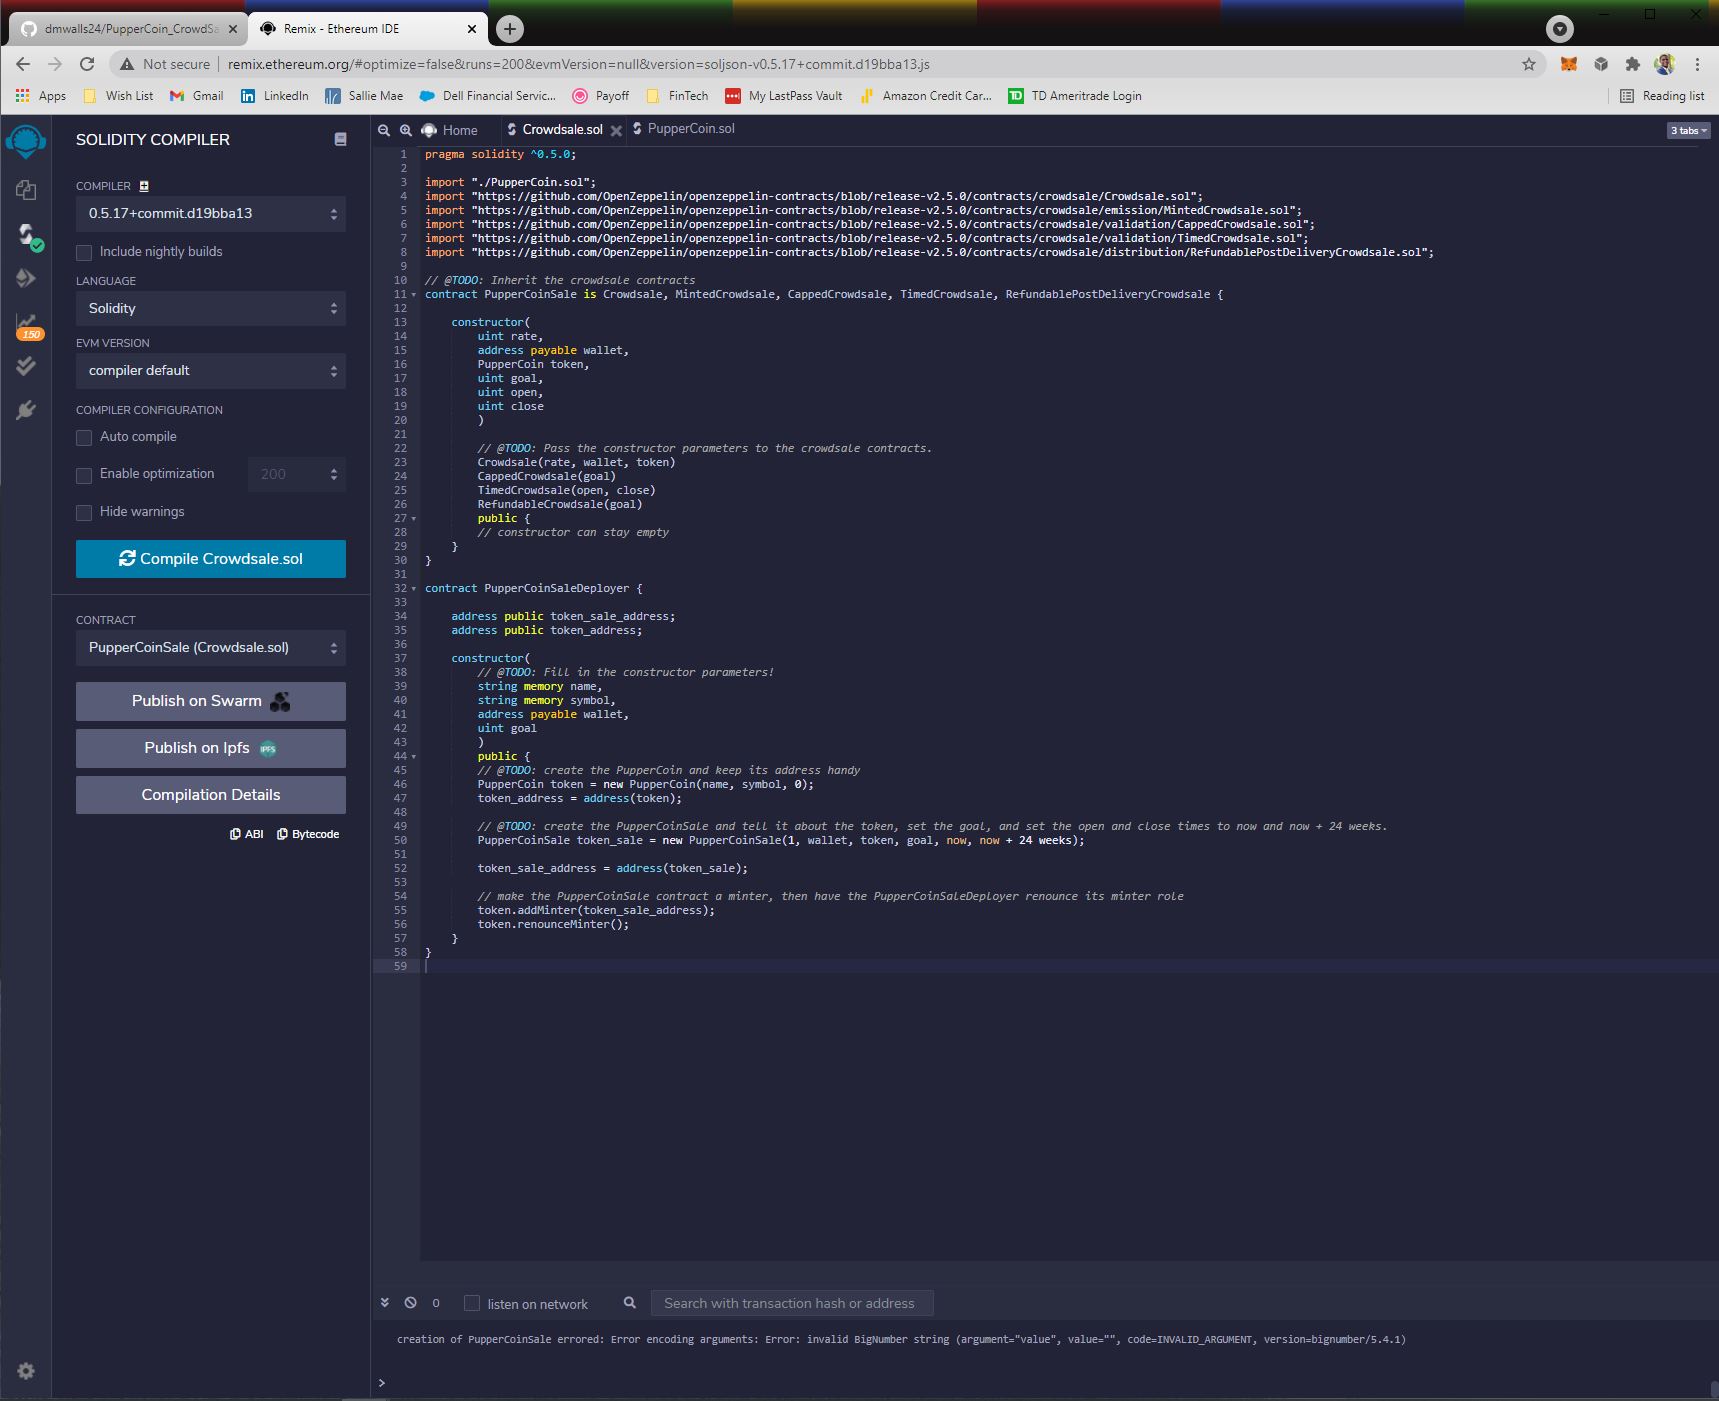 dmwalls24/PupperCoin_CrowdSa
Remix - Ethereum IDE
Not secure
remix.ethereum.org/#optimize=false&runs=200&evmVersion=null&version=soljson-v0.5.17+commit.d19bba13.js
Apps
Wish List
Gmail
LinkedIn
Sallie Mae
Dell Financial Servic...
Payoff
FinTech
My LastPass Vault
Amazon Credit Car...
TD Ameritrade Login
Reading list
SOLIDITY COMPILER
COMPILER
0.5.17+commit.d19bba13
Include nightly builds
LANGUAGE
Solidity
EVM VERSION
compiler default
COMPILER CONFIGURATION
Auto compile
Enable optimization
200
Hide warnings
Compile Crowdsale.sol
CONTRACT
PupperCoinSale (Crowdsale.sol)
Publish on Swarm
Publish on Ipfs
IPFS
Compilation Details
ABI
Bytecode
150
Home
Crowdsale.sol
PupperCoin.sol
3 tabs
1 pragma solidity ^0.5.0;
2
3 import "./PupperCoin.sol";
4 import "https://github.com/OpenZeppelin/openzeppelin-contracts/blob/release-v2.5.0/contracts/crowdsale/Crowdsale.sol";
5 import "https://github.com/OpenZeppelin/openzeppelin-contracts/blob/release-v2.5.0/contracts/crowdsale/emission/MintedCrowdsale.sol";
6 import "https://github.com/OpenZeppelin/openzeppelin-contracts/blob/release-v2.5.0/contracts/crowdsale/validation/CappedCrowdsale.sol";
7 import "https://github.com/OpenZeppelin/openzeppelin-contracts/blob/release-v2.5.0/contracts/crowdsale/validation/TimedCrowdsale.sol";
8 import "https://github.com/OpenZeppelin/openzeppelin-contracts/blob/release-v2.5.0/contracts/crowdsale/distribution/RefundablePostDeliveryCrowdsale.sol";
9
10 // @TODO: Inherit the crowdsale contracts
11 contract PupperCoinSale is Crowdsale, MintedCrowdsale, CappedCrowdsale, TimedCrowdsale, RefundablePostDeliveryCrowdsale {
12
13 constructor(
14 uint rate,
15 address payable wallet,
16 PupperCoin token,
17 uint goal,
18 uint open,
19 uint close
20 )
21
22 // @TODO: Pass the constructor parameters to the crowdsale contracts.
23 Crowdsale(rate, wallet, token)
24 CappedCrowdsale(goal)
25 TimedCrowdsale(open, close)
26 RefundableCrowdsale(goal)
27 public {
28 // constructor can stay empty
29 }
30 }
31
32 contract PupperCoinSaleDeployer {
33
34 address public token_sale_address;
35 address public token_address;
36
37 constructor(
38 // @TODO: Fill in the constructor parameters!
39 string memory name,
40 string memory symbol,
41 address payable wallet,
42 uint goal
43 )
44 public {
45 // @TODO: create the PupperCoin and keep its address handy
46 PupperCoin token = new PupperCoin(name, symbol, 0);
47 token_address = address(token);
48
49 // @TODO: create the PupperCoinSale and tell it about the token, set the goal, and set the open and close times to now and now + 24 weeks.
50 PupperCoinSale token_sale = new PupperCoinSale(1, wallet, token, goal, now, now + 24 weeks);
51
52 token_sale_address = address(token_sale);
53
54 // make the PupperCoinSale contract a minter, then have the PupperCoinSaleDeployer renounce its minter role
55 token.addMinter(token_sale_address);
56 token.renounceMinter();
57 }
58 }
59
0
listen on network
Search with transaction hash or address
creation of PupperCoinSale errored: Error encoding arguments: Error: invalid BigNumber string (argument="value", value="", code=INVALID_ARGUMENT, version=bignumber/5.4.1)
>